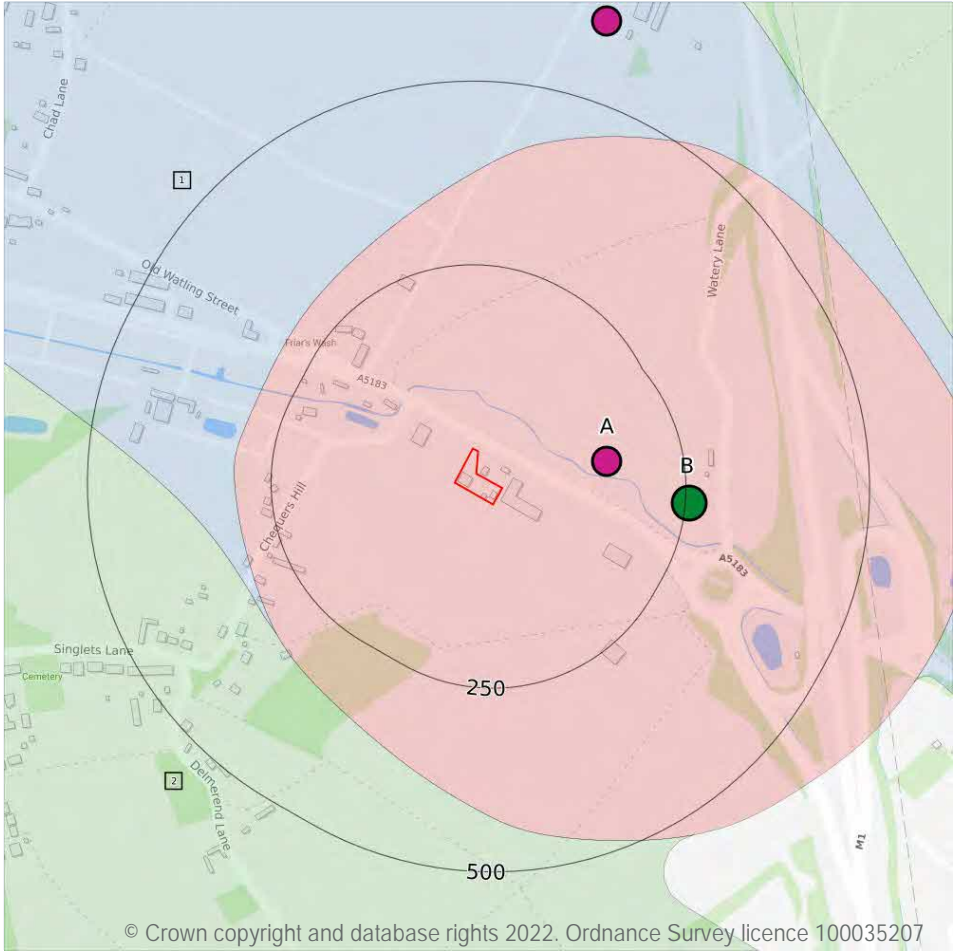 Chad Lane
1
Old Watling Street
Watery Lane
Friar's Wash
A5183
A
B
Chequers Hill
A5183
Singlets Lane
Cemetery
250
2
Delmerend Lane
M1
500
© Crown copyright and database rights 2022. Ordnance Survey licence 100035207